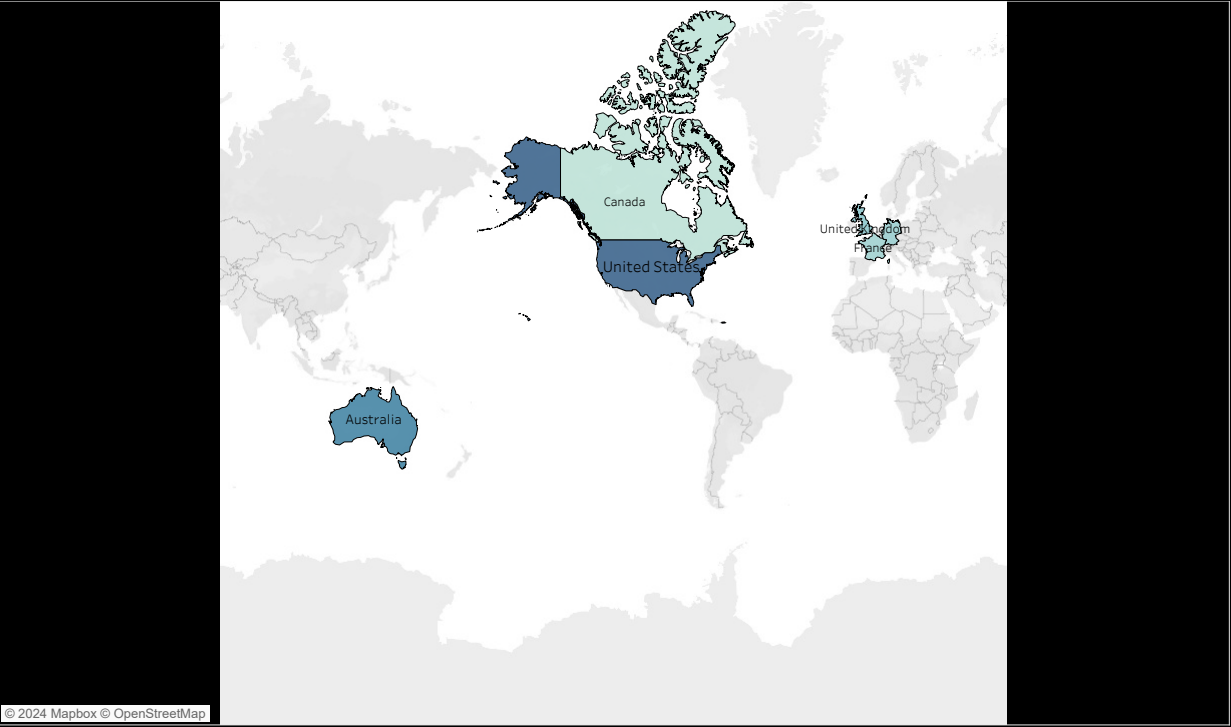 Canada
United Kingdom
France
United States
Australia
© 2024 Mapbox © OpenStreetMap